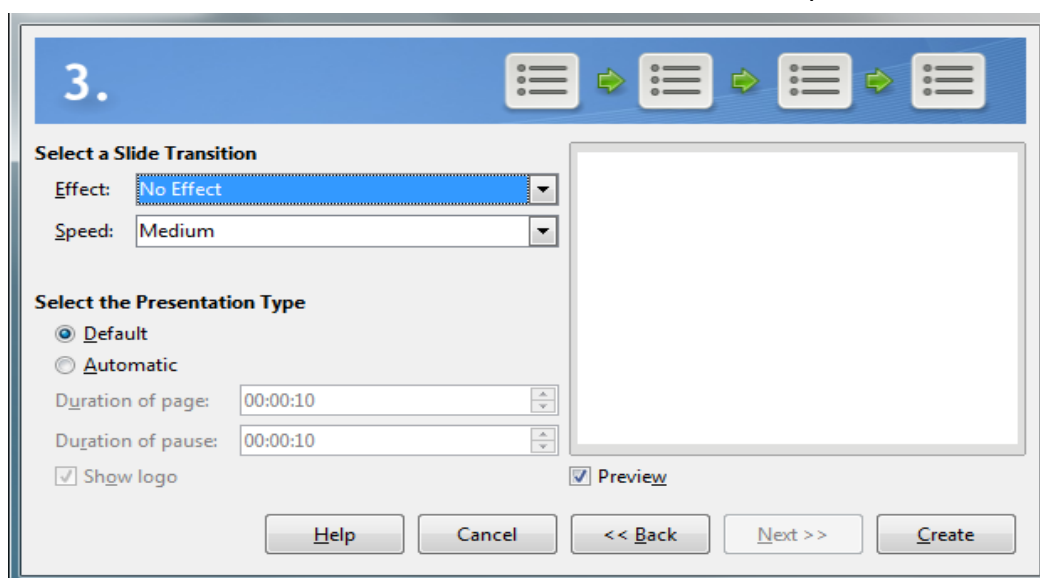 3.
Select a Slide Transition
Effect: No Effect
Speed: Medium
Select the Presentation Type
Default
Automatic
Duration of page: 00:00:10
Duration of pause: 00:00:10
Show logo
Preview
Help Cancel << Back Next >> Create